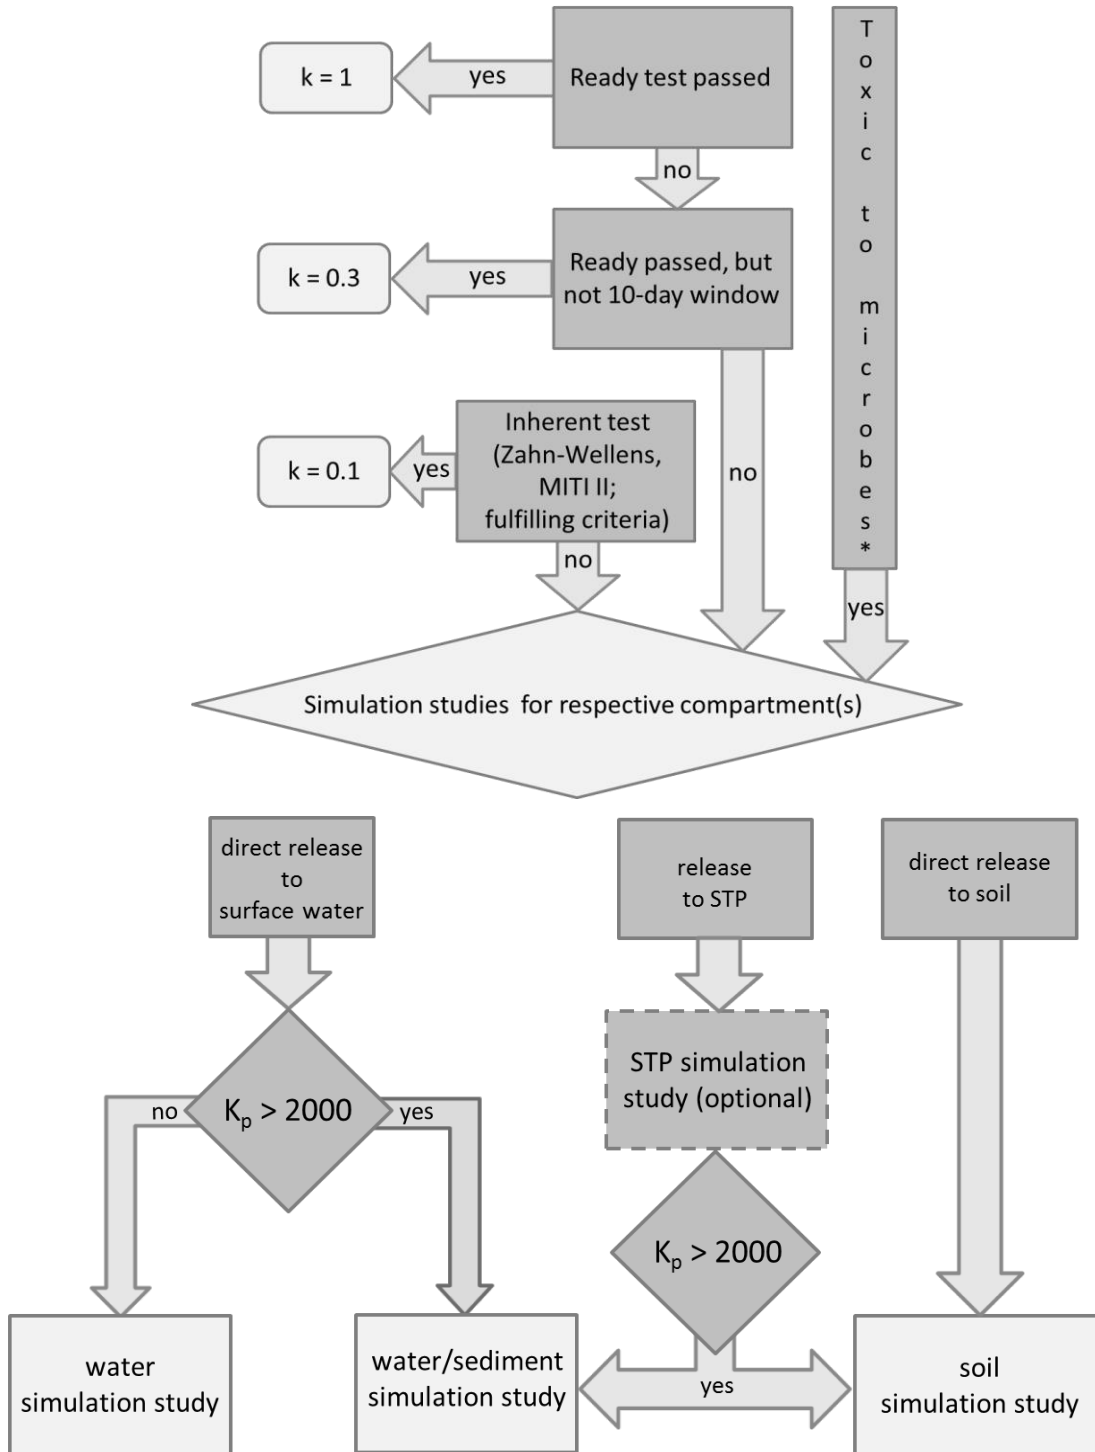 k = 1
yes
Ready test passed
no
k = 0.3
yes
Ready passed, but
not 10-day window
no
k = 0.1
yes
Inherent test
(Zahn-Wellens,
MITI II;
fulfilling criteria)
no
Toxic to microbes*
yes
Simulation studies for respective compartment(s)
direct release
to
surface water
release
to STP
direct release
to soil
STP simulation
study (optional)
no
Kp > 2000
yes
Kp > 2000
yes
water
simulation study
water/sediment
simulation study
soil
simulation study